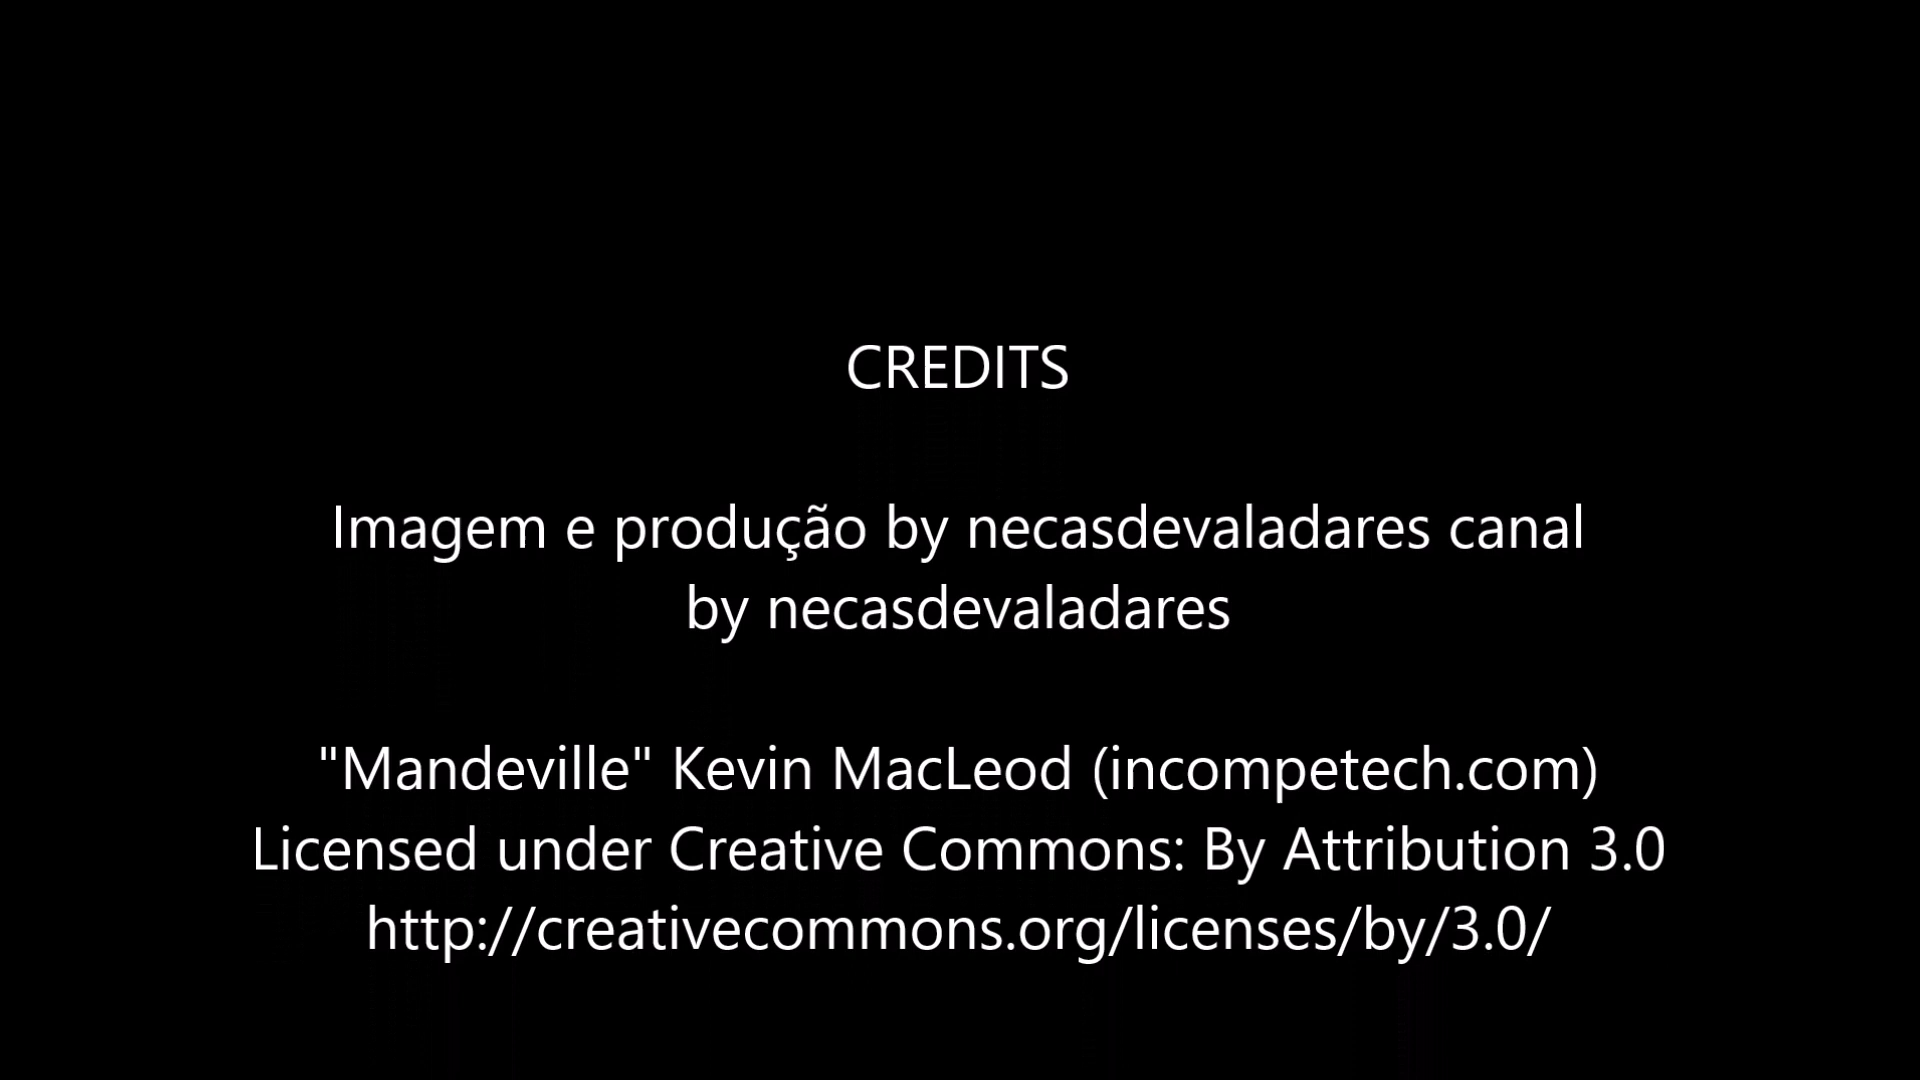 CREDITS
Imagem e produção by necasdevaladares canal
by necasdevaladares
"Mandeville" Kevin MacLeod (incompetech.com)
Licensed under Creative Commons: By Attribution 3.0
http://creativecommons.org/licenses/by/3.0/